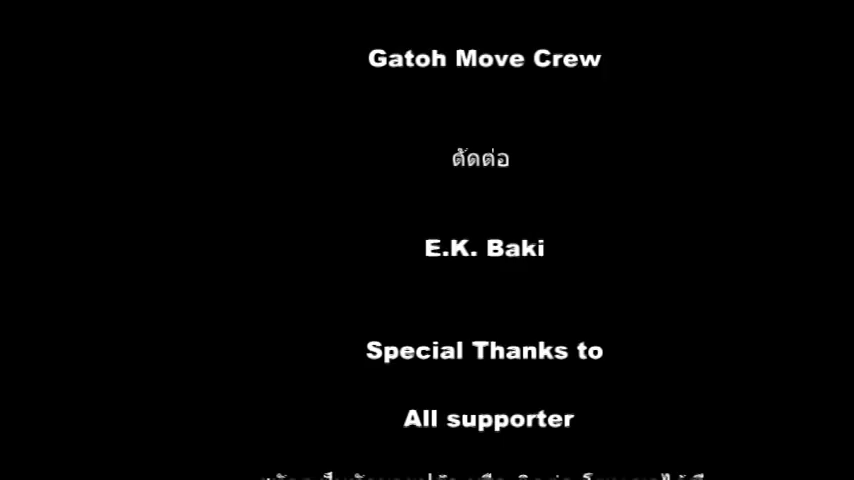 Gatoh Move Crew
ตัดต่อ
E.K. Baki
Special Thanks to
All supporter